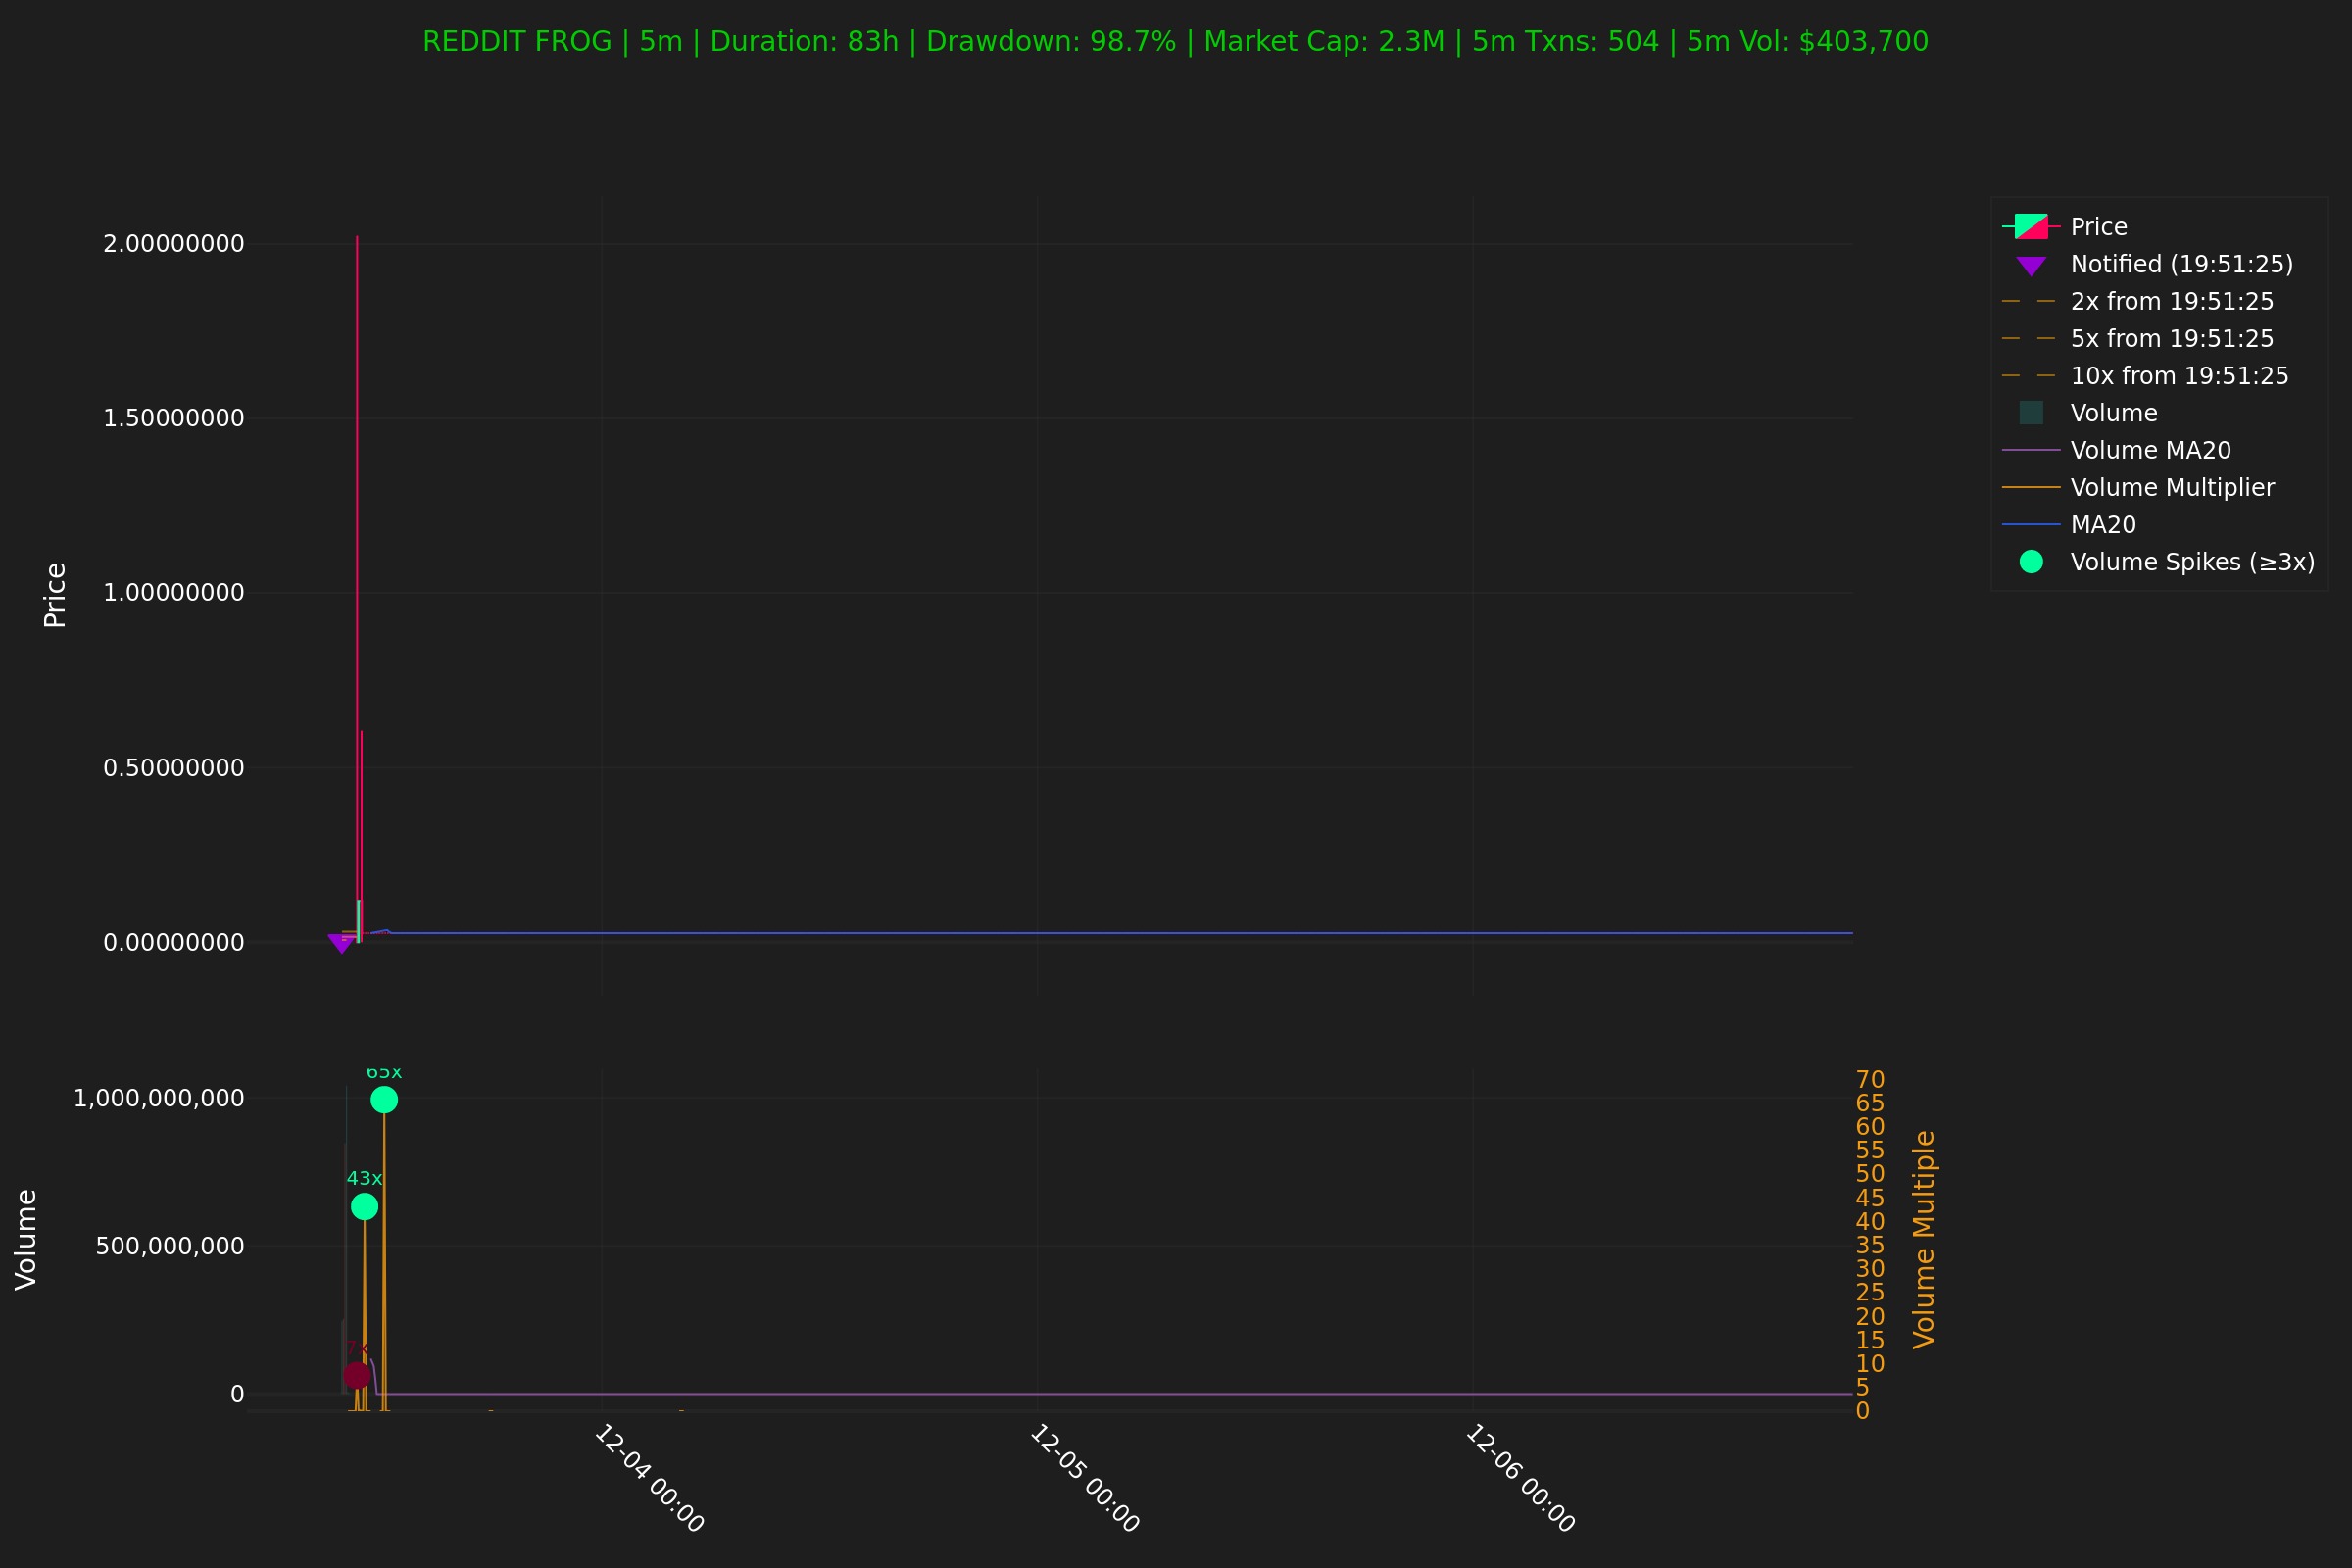 REDDIT FROG | 5m | Duration: 83h | Drawdown: 98.7% | Market Cap: 2.3M | 5m Txns: 504 | 5m Vol: $403,700
Price
2.00000000
1.50000000
1.00000000
0.50000000
0.00000000
Price
Notified (19:51:25)
2x from 19:51:25
5x from 19:51:25
10x from 19:51:25
Volume
Volume MA20
Volume Multiplier
MA20
Volume Spikes (≥3x)
Volume
1,000,000,000
500,000,000
0
65x
43x
7x
70
65
60
55
50
45
40
35
30
25
20
15
10
5
0
Volume Multiple
12-04 00:00
12-05 00:00
12-06 00:00